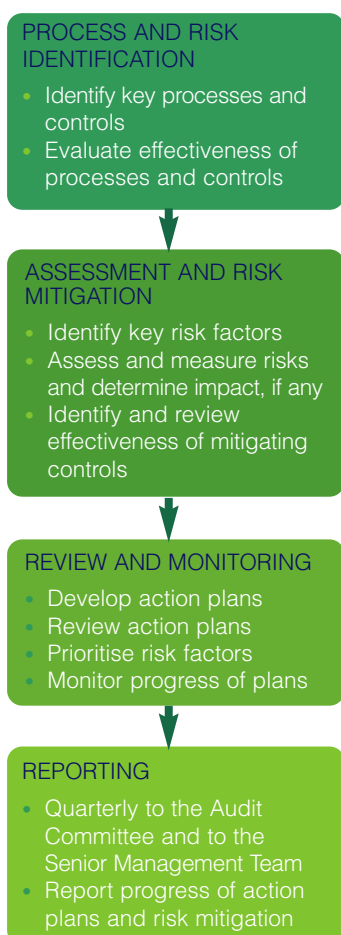 PROCESS AND RISK
IDENTIFICATION
• Identify key processes and
controls
• Evaluate effectiveness of
processes and controls
ASSESSMENT AND RISK
MITIGATION
• Identify key risk factors
• Assess and measure risks
and determine impact, if any
• Identify and review
effectiveness of mitigating
controls
REVIEW AND MONITORING
• Develop action plans
• Review action plans
• Prioritise risk factors
• Monitor progress of plans
REPORTING
• Quarterly to the Audit
Committee and to the
Senior Management Team
• Report progress of action
plans and risk mitigation